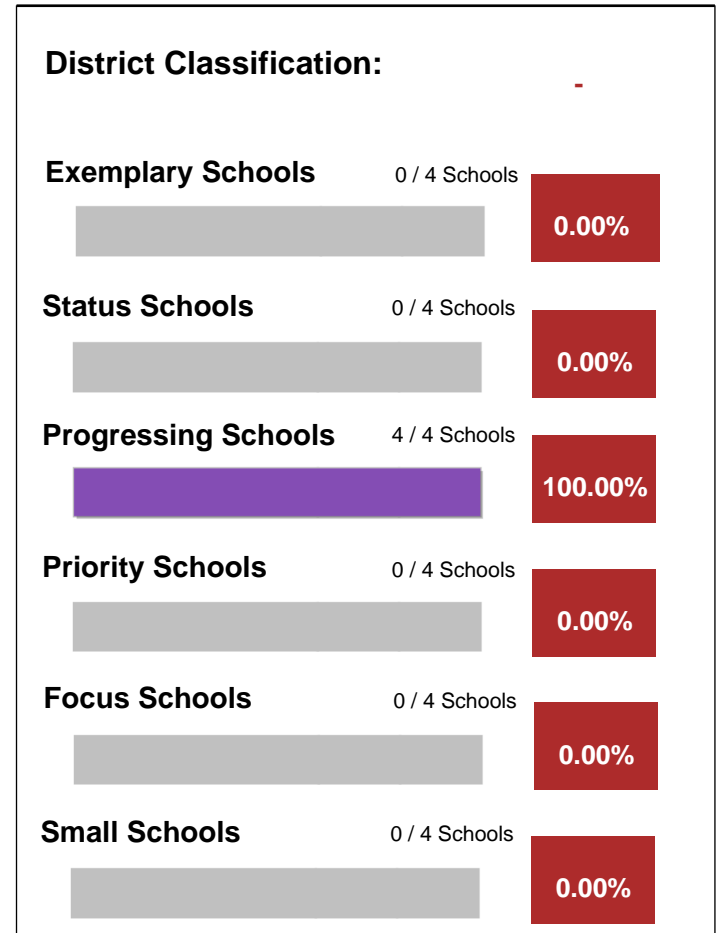 District Classification:
-
Exemplary Schools 0 / 4 Schools
0.00%
Status Schools 0 / 4 Schools
0.00%
Progressing Schools 4 / 4 Schools
100.00%
Priority Schools 0 / 4 Schools
0.00%
Focus Schools 0 / 4 Schools
0.00%
Small Schools 0 / 4 Schools
0.00%